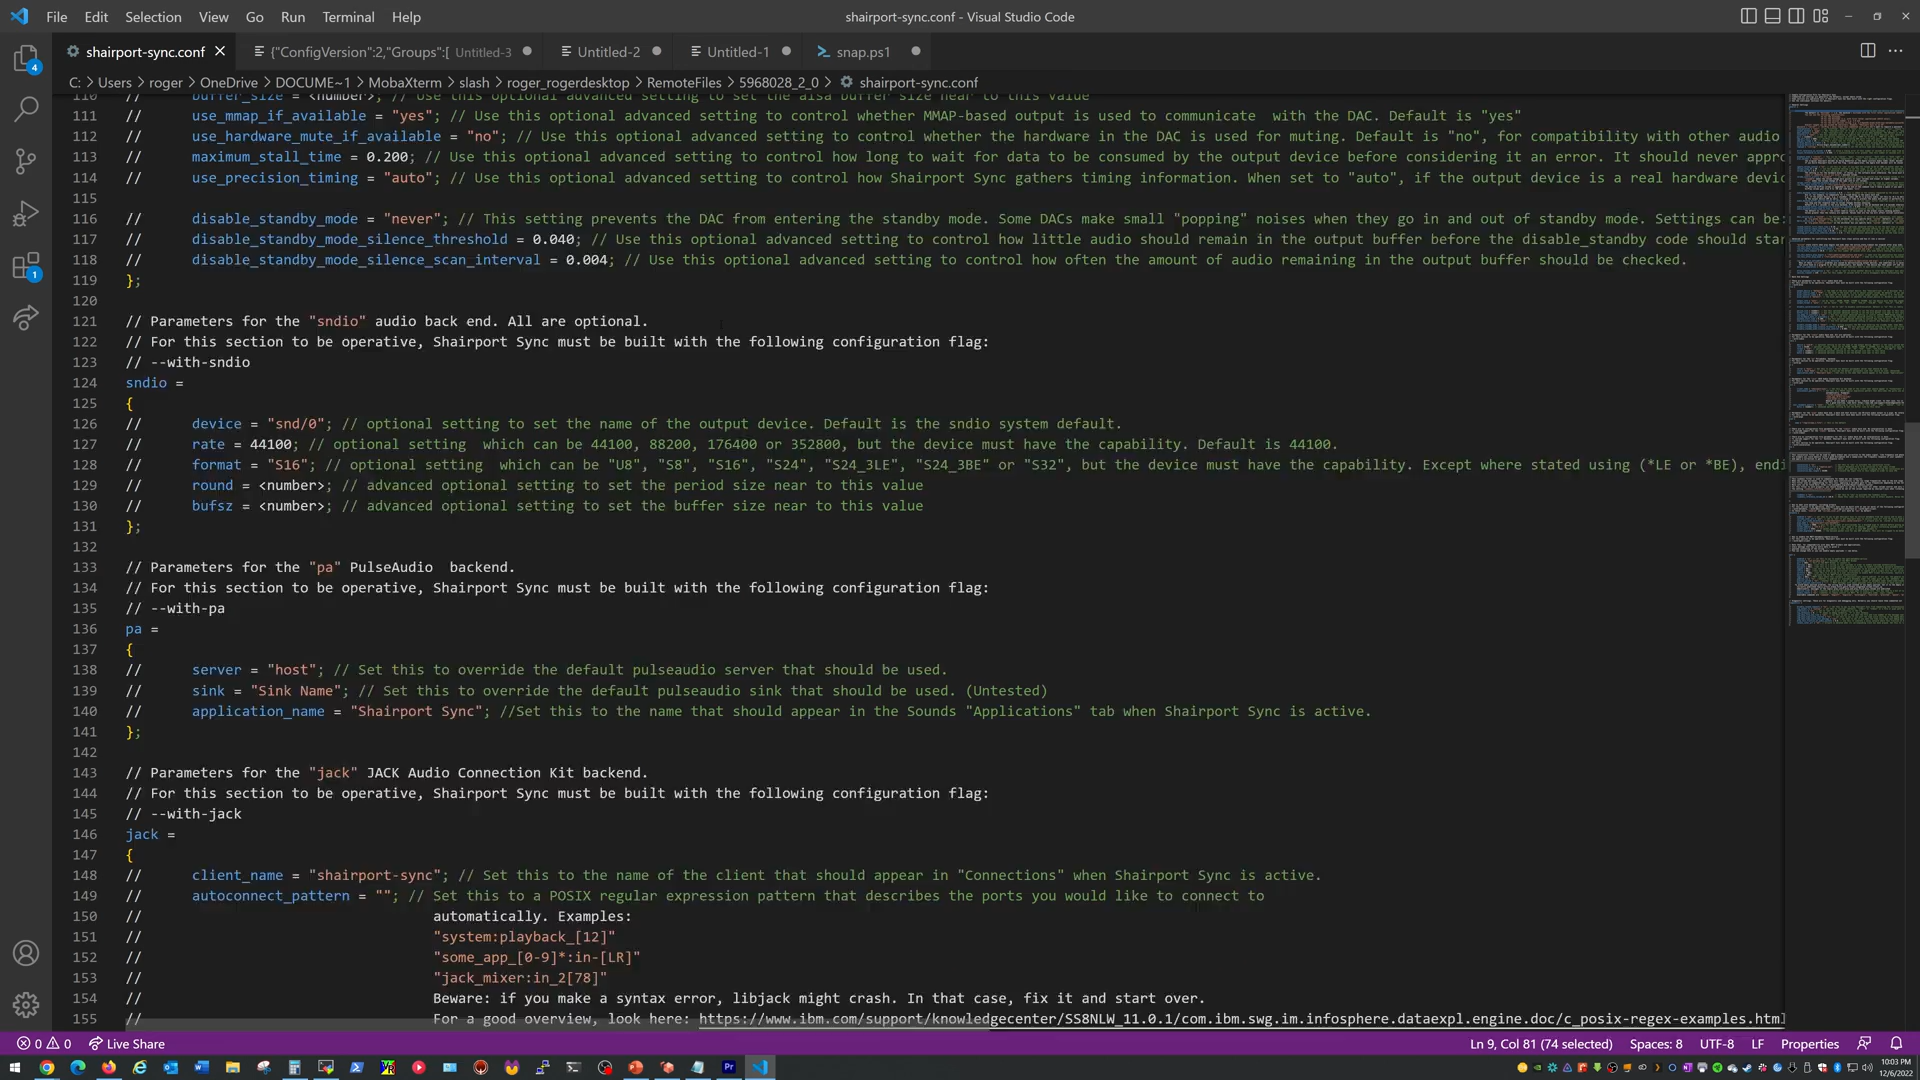 File Edit Selection View Go Run Terminal Help
shairport-sync.conf - Visual Studio Code
shairport-sync.conf
{"ConfigVersion":2,"Groups":[ Untitled-3
Untitled-2
Untitled-1
snap.ps1
C: > Users > roger > OneDrive > DOCUME~1 > MobaXterm > slash > roger_rogerdesktop > RemoteFiles > 5968028_2_0 > shairport-sync.conf
110 // buffer_size = <number>; // Use this optional advanced setting to set the alsa buffer size near to this value
111 // use_mmap_if_available = "yes"; // Use this optional advanced setting to control whether MMAP-based output is used to communicate  with the DAC. Default is "yes"
112 // use_hardware_mute_if_available = "no"; // Use this optional advanced setting to control whether the hardware in the DAC is used for muting. Default is "no", for compatibility with other audio
113 // maximum_stall_time = 0.200; // Use this optional advanced setting to control how long to wait for data to be consumed by the output device before considering it an error. It should never appro
114 // use_precision_timing = "auto"; // Use this optional advanced setting to control how Shairport Sync gathers timing information. When set to "auto", if the output device is a real hardware devic
115
116 // disable_standby_mode = "never"; // This setting prevents the DAC from entering the standby mode. Some DACs make small "popping" noises when they go in and out of standby mode. Settings can be:
117 // disable_standby_mode_silence_threshold = 0.040; // Use this optional advanced setting to control how little audio should remain in the output buffer before the disable_standby code should star
118 // disable_standby_mode_silence_scan_interval = 0.004; // Use this optional advanced setting to control how often the amount of audio remaining in the output buffer should be checked.
119 };
120
121 // Parameters for the "sndio" audio back end. All are optional.
122 // For this section to be operative, Shairport Sync must be built with the following configuration flag:
123 // --with-sndio
124 sndio =
125 {
126 // device = "snd/0"; // optional setting to set the name of the output device. Default is the sndio system default.
127 // rate = 44100; // optional setting  which can be 44100, 88200, 176400 or 352800, but the device must have the capability. Default is 44100.
128 // format = "S16"; // optional setting  which can be "U8", "S8", "S16", "S24", "S24_3LE", "S24_3BE" or "S32", but the device must have the capability. Except where stated using (*LE or *BE), endi
129 // round = <number>; // advanced optional setting to set the period size near to this value
130 // bufsz = <number>; // advanced optional setting to set the buffer size near to this value
131 };
132
133 // Parameters for the "pa" PulseAudio  backend.
134 // For this section to be operative, Shairport Sync must be built with the following configuration flag:
135 // --with-pa
136 pa =
137 {
138 // server = "host"; // Set this to override the default pulseaudio server that should be used.
139 // sink = "Sink Name"; // Set this to override the default pulseaudio sink that should be used. (Untested)
140 // application_name = "Shairport Sync"; //Set this to the name that should appear in the Sounds "Applications" tab when Shairport Sync is active.
141 };
142
143 // Parameters for the "jack" JACK Audio Connection Kit backend.
144 // For this section to be operative, Shairport Sync must be built with the following configuration flag:
145 // --with-jack
146 jack =
147 {
148 // client_name = "shairport-sync"; // Set this to the name of the client that should appear in "Connections" when Shairport Sync is active.
149 // autoconnect_pattern = ""; // Set this to a POSIX regular expression pattern that describes the ports you would like to connect to
150 // automatically. Examples:
151 // "system:playback_[12]"
152 // "some_app_[0-9]*:in-[LR]"
153 // "jack_mixer:in_2[78]"
154 // Beware: if you make a syntax error, libjack might crash. In that case, fix it and start over.
155 // For a good overview, look here: https://www.ibm.com/support/knowledgecenter/SS8NLW_11.0.1/com.ibm.swg.im.infosphere.dataexpl.engine.doc/c_posix-regex-examples.html
4
1
0 0 Live Share
Ln 9, Col 81 (74 selected) Spaces: 8 UTF-8 LF Properties
10:03 PM
12/6/2022